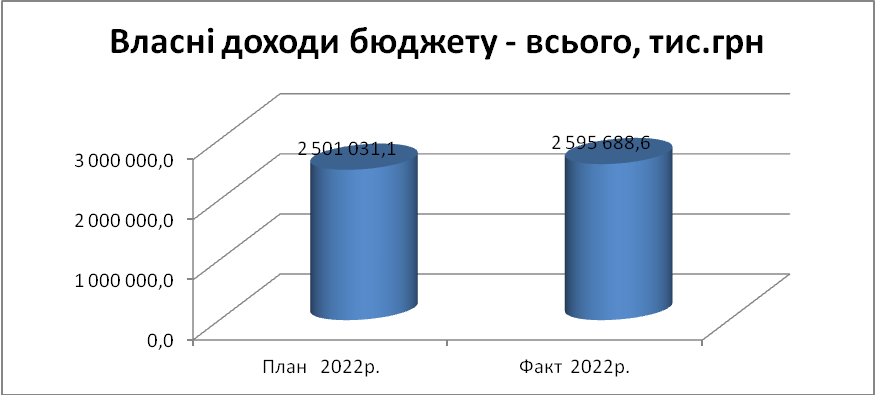 Власні доходи бюджету - всього, тис.грн
2 501 031,1
2 595 688,6
3 000 000,0
2 000 000,0
1 000 000,0
0,0
План 2022р.
Факт 2022р.